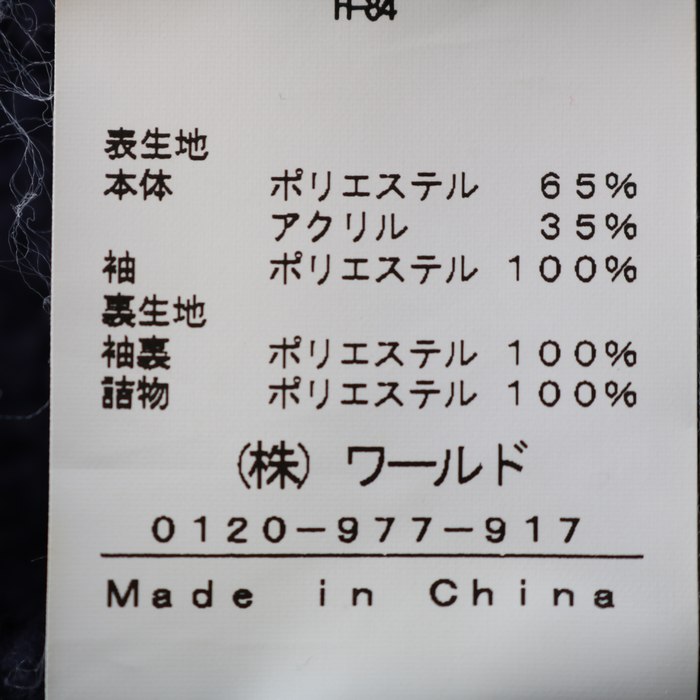 H-84
表生地
本体 ポリエステル 65%
アクリル 35%
袖 ポリエステル 100%
裏生地
袖裏 ポリエステル 100%
詰物 ポリエステル 100%
(株) ワールド
0120-977-917
Made in China